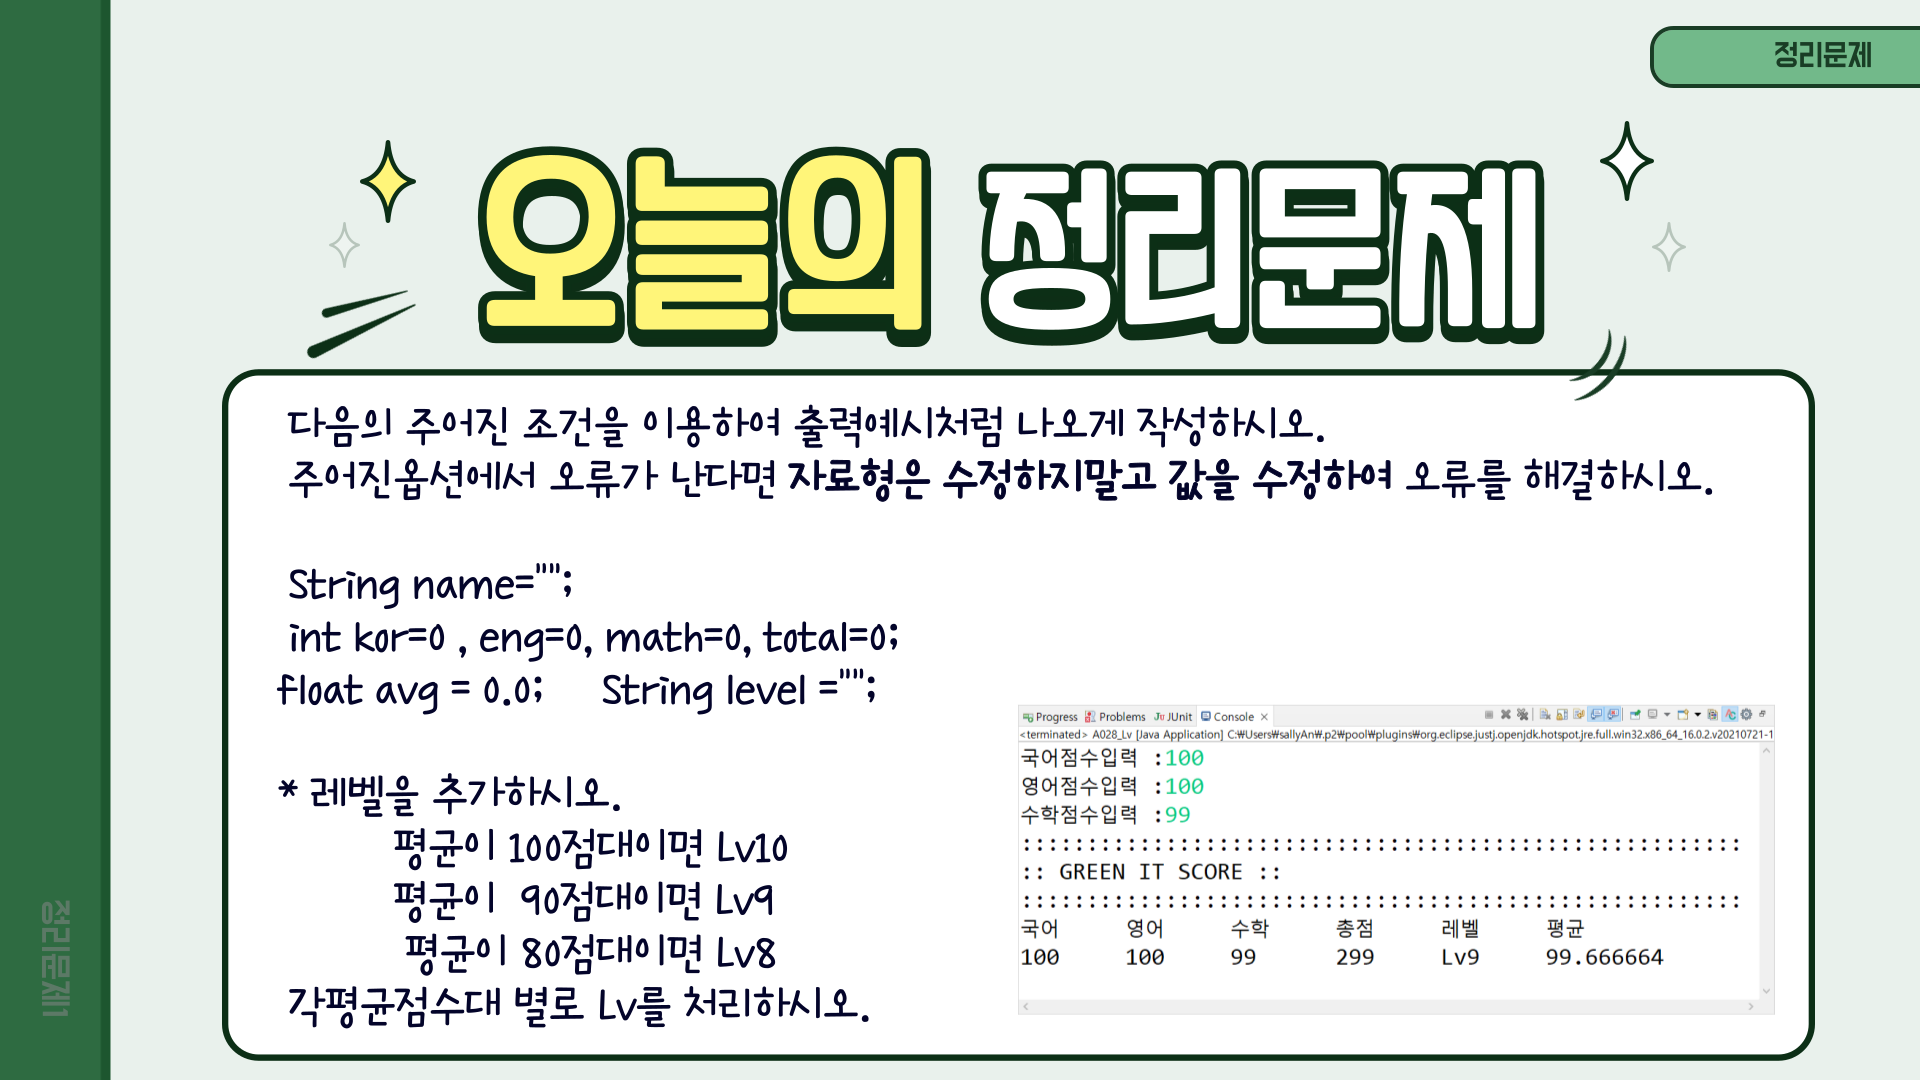 정리문제
오늘의 정리문제
다음의 주어진 조건을 이용하여 출력예시처럼 나오게 작성하시오.
주어진옵션에서 오류가 난다면 자료형은 수정하지말고 값을 수정하여 오류를 해결하시오.
String name="";
int kor=0 , eng=0, math=0, total=0;
float avg = 0.0; String level ="";
* 레벨을 추가하시오.
평균이 100점대이면 Lv10
평균이 90점대이면 Lv9
평균이 80점대이면 Lv8
각평균점수대 별로 Lv를 처리하시오.
Progress Problems JUnit Console
<terminated> A028_Lv [Java Application] C:₩Users₩sallyAn₩.p2₩pool₩plugins₩org.eclipse.justj.openjdk.hotspot.jre.full.win32.x86_64_16.0.2.v20210721-1
국어점수입력 :100
영어점수입력 :100
수학점수입력 :99
:::::::::::::::::::::::::::::::::::::::::::::::::::::::
:: GREEN IT SCORE ::
:::::::::::::::::::::::::::::::::::::::::::::::::::::::
국어 영어 수학 총점 레벨 평균
100 100 99 299 Lv9 99.666664
정리문제1